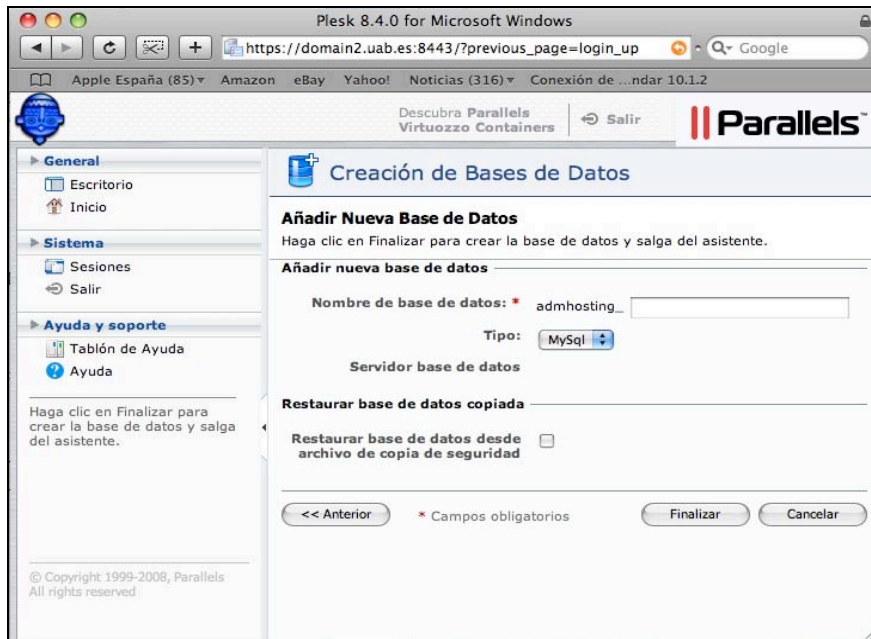 Plesk 8.4.0 for Microsoft Windows
https://domain2.uab.es:8443/?previous_page=login_up
Google
Apple España (85)
Amazon
eBay
Yahoo!
Noticias (316)
Conexión de ...ndar 10.1.2
Descubra Parallels
Virtuozzo Containers
Salir
Parallels™
General
Escritorio
Inicio
Sistema
Sesiones
Salir
Ayuda y soporte
Tablón de Ayuda
Ayuda
Haga clic en Finalizar para
crear la base de datos y salga
del asistente.
© Copyright 1999-2008, Parallels
All rights reserved
Creación de Bases de Datos
Añadir Nueva Base de Datos
Haga clic en Finalizar para crear la base de datos y salga del asistente.
Añadir nueva base de datos
Nombre de base de datos: * admhosting_
Tipo: MySql
Servidor base de datos
Restaurar base de datos copiada
Restaurar base de datos desde
archivo de copia de seguridad
<< Anterior
* Campos obligatorios
Finalizar
Cancelar